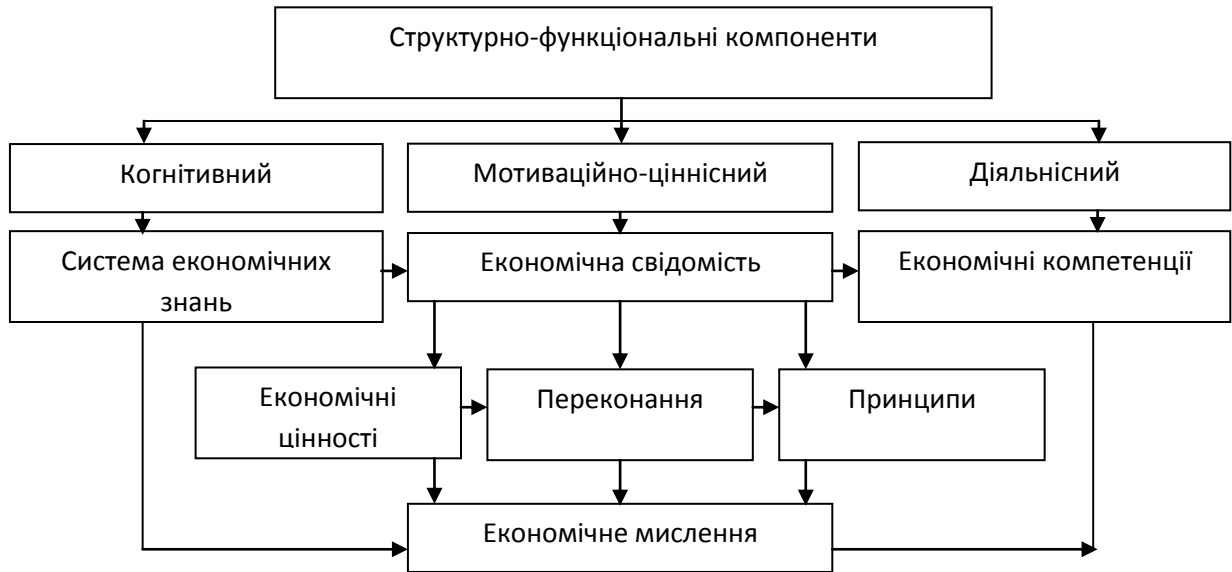 Структурно-функціональні компоненти
Когнітивний
Мотиваційно-ціннісний
Діяльнісний
Система економічних
знань
Економічна свідомість
Економічні компетенції
Економічні
цінності
Переконання
Принципи
Економічне мислення